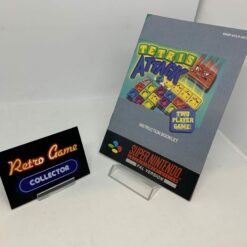 TETRIS
ATTACK
TWO
PLAYER
GAME!
INSTRUCTION BOOKLET
SUPER NINTENDO
PAL VERSION
Retro Game
COLLECTOR